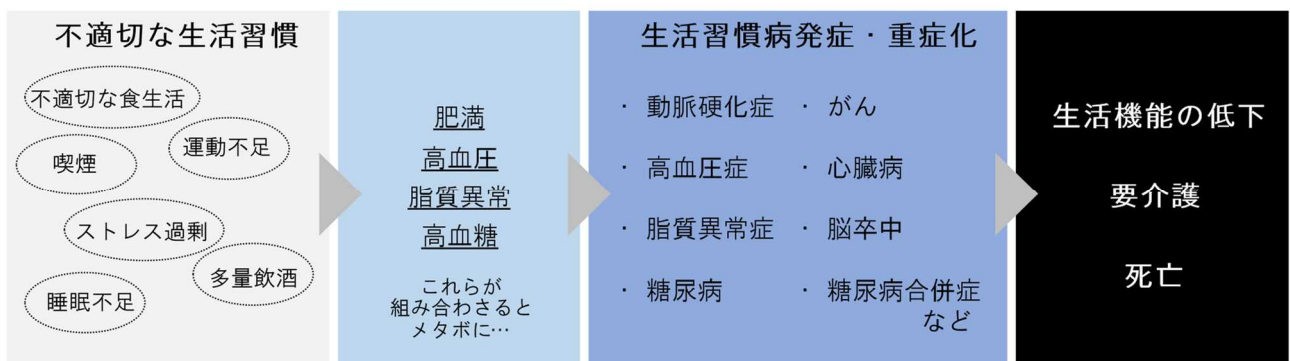 不適切な生活習慣
不適切な食生活
運動不足
喫煙
ストレス過剰
多量飲酒
睡眠不足
肥満
高血圧
脂質異常
高血糖
これらが
組み合わさると
メタボに…
生活習慣病発症・重症化
・ 動脈硬化症 ・ がん
・ 高血圧症 ・ 心臓病
・ 脂質異常症 ・ 脳卒中
・ 糖尿病 ・ 糖尿病合併症
など
生活機能の低下
要介護
死亡